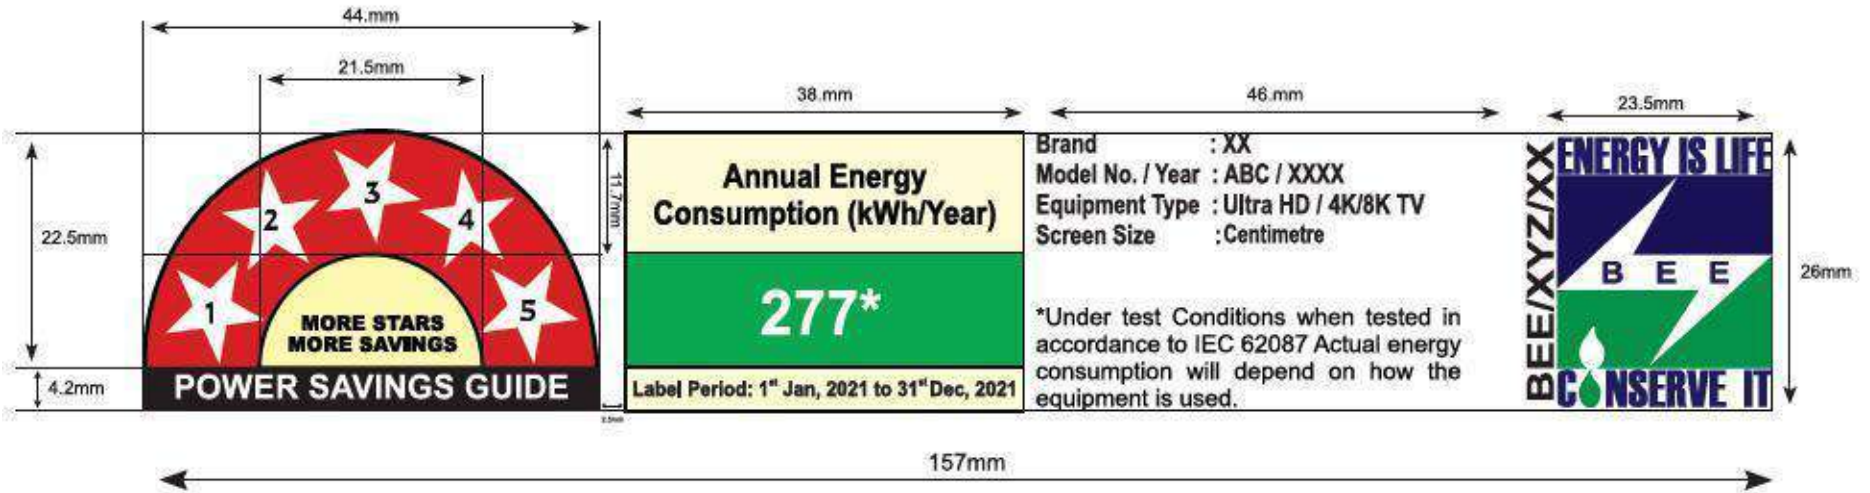 44.mm
21.5mm
38.mm
46.mm
23.5mm
22.5mm
4.2mm
11.7mm
1
2
3
4
5
MORE STARS
MORE SAVINGS
POWER SAVINGS GUIDE
Annual Energy
Consumption (kWh/Year)
277*
Label Period: 1st Jan, 2021 to 31st Dec, 2021
Brand : XX
Model No. / Year : ABC / XXXX
Equipment Type : Ultra HD / 4K/8K TV
Screen Size : Centimetre
*Under test Conditions when tested in
accordance to IEC 62087 Actual energy
consumption will depend on how the
equipment is used.
BEE/XYZ/XX
ENERGY IS LIFE
B E E
CONSERVE IT
26mm
157mm